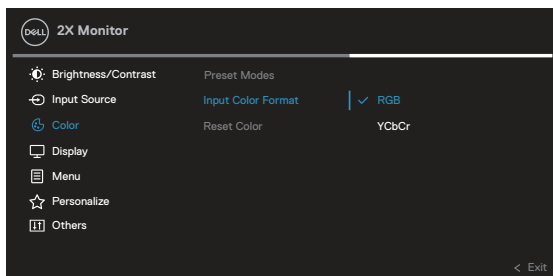 DELL 2X Monitor
Brightness/Contrast Preset Modes
Input Source Input Color Format RGB
Color Reset Color YCbCr
Display
Menu
Personalize
Others
< Exit